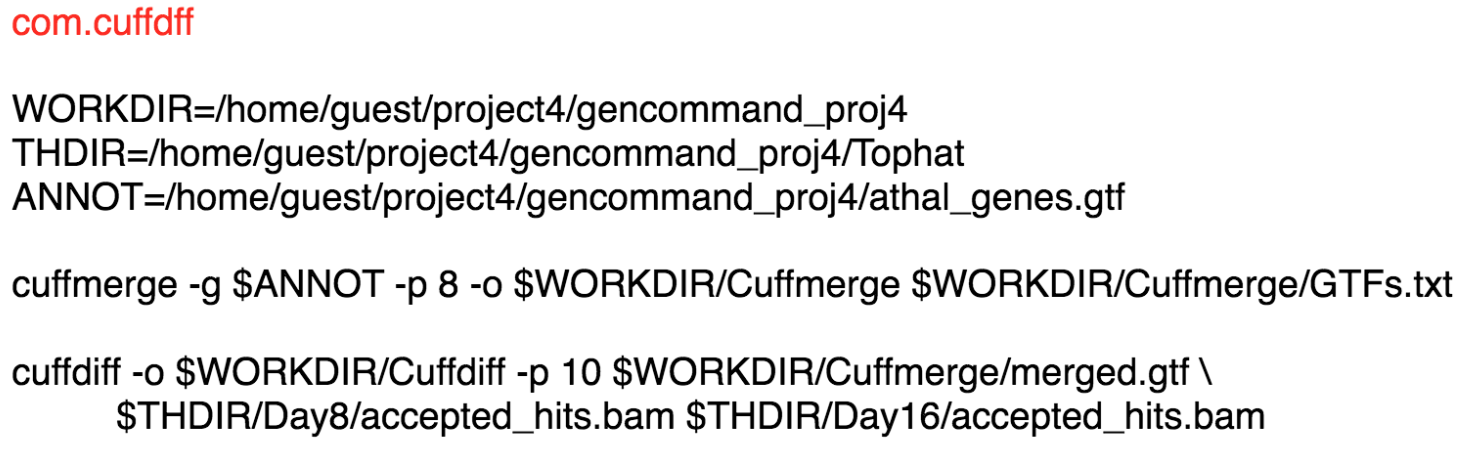 com.cuffdff
WORKDIR=/home/guest/project4/gencommand_proj4
THDIR=/home/guest/project4/gencommand_proj4/Tophat
ANNOT=/home/guest/project4/gencommand_proj4/athal_genes.gtf
cuffmerge -g $ANNOT -p 8 -o $WORKDIR/Cuffmerge $WORKDIR/Cuffmerge/GTFs.txt
cuffdiff -o $WORKDIR/Cuffdiff -p 10 $WORKDIR/Cuffmerge/merged.gtf \
$THDIR/Day8/accepted_hits.bam $THDIR/Day16/accepted_hits.bam